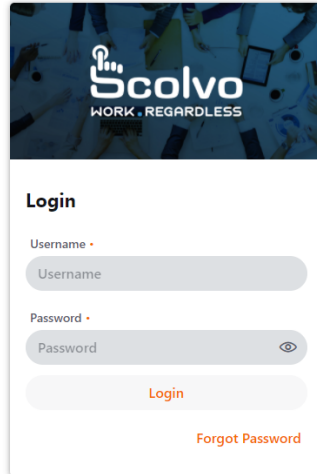 Scolvo
WORK.REGARDLESS
Login
Username •
Username
Password •
Password
Login
Forgot Password